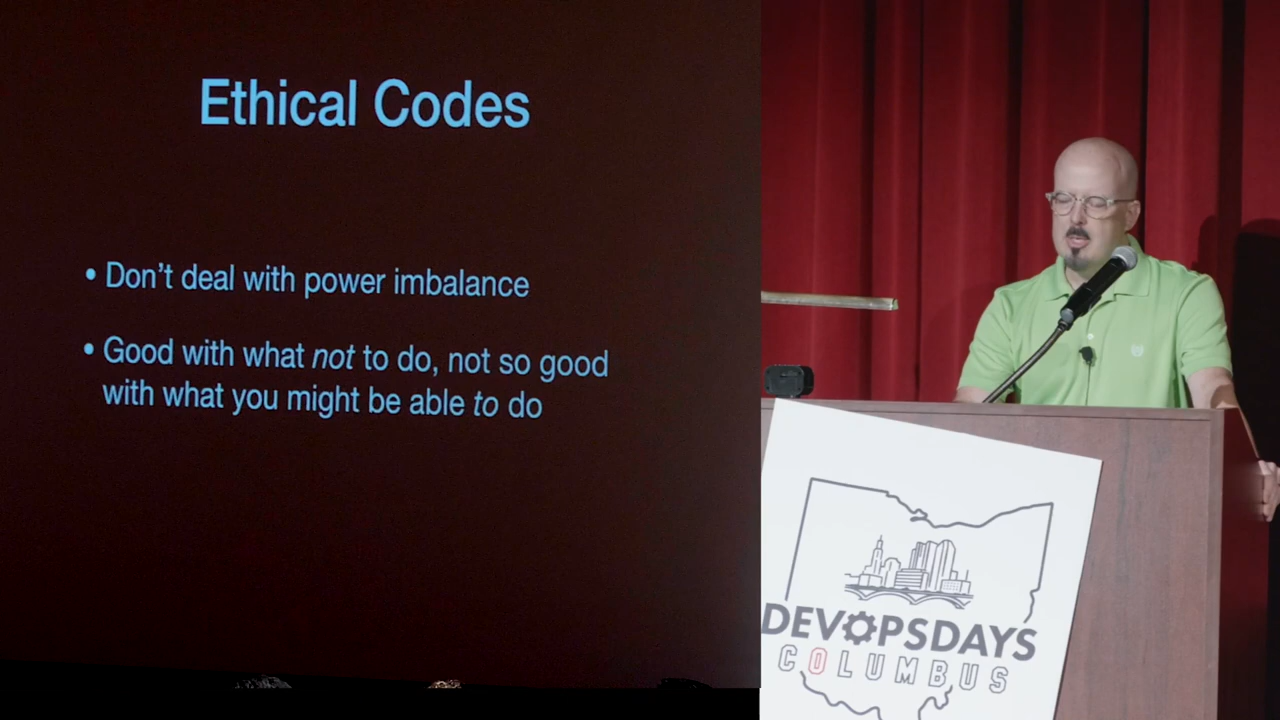 Ethical Codes
• Don't deal with power imbalance
• Good with what not to do, not so good
with what you might be able to do
DEVOPSDAYS
COLUMBUS